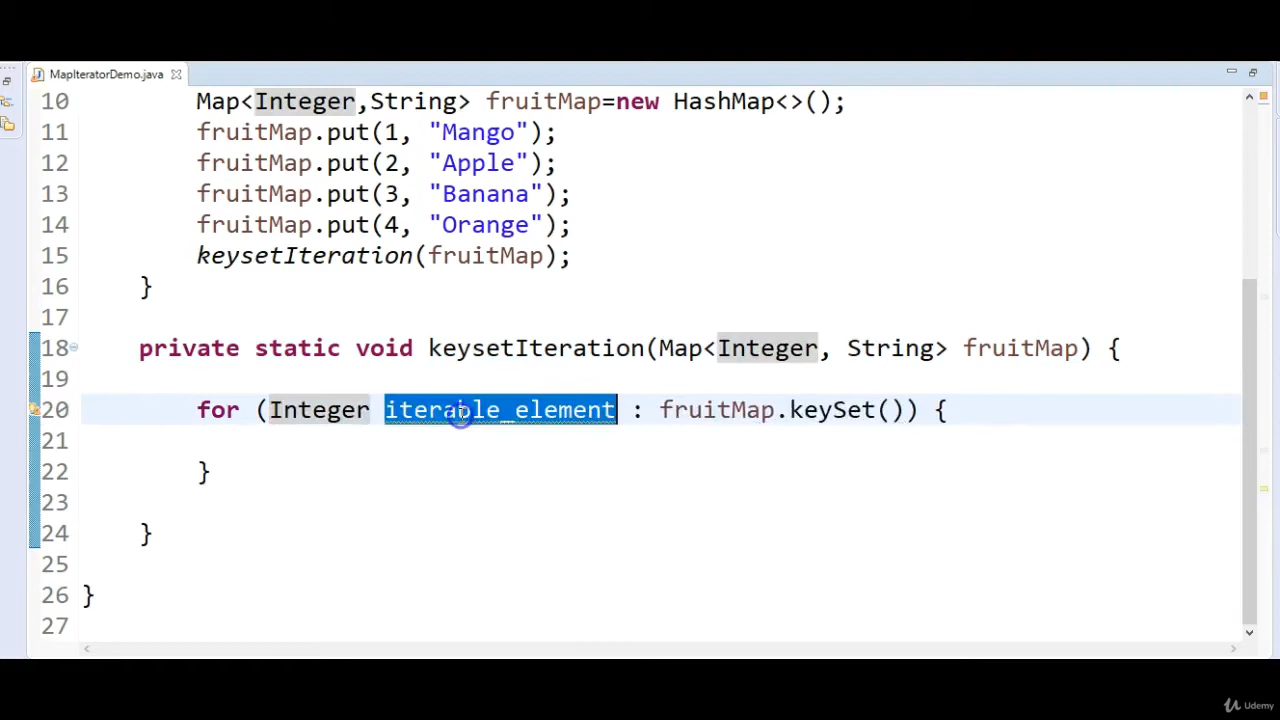 MapIteratorDemo.java
10 Map<Integer,String> fruitMap=new HashMap<>();
11 fruitMap.put(1, "Mango");
12 fruitMap.put(2, "Apple");
13 fruitMap.put(3, "Banana");
14 fruitMap.put(4, "Orange");
15 keysetIteration(fruitMap);
16 }
17
18 private static void keysetIteration(Map<Integer, String> fruitMap) {
19
20 for (Integer iterable_element : fruitMap.keySet()) {
21
22 }
23
24 }
25
26 }
27
Udemy